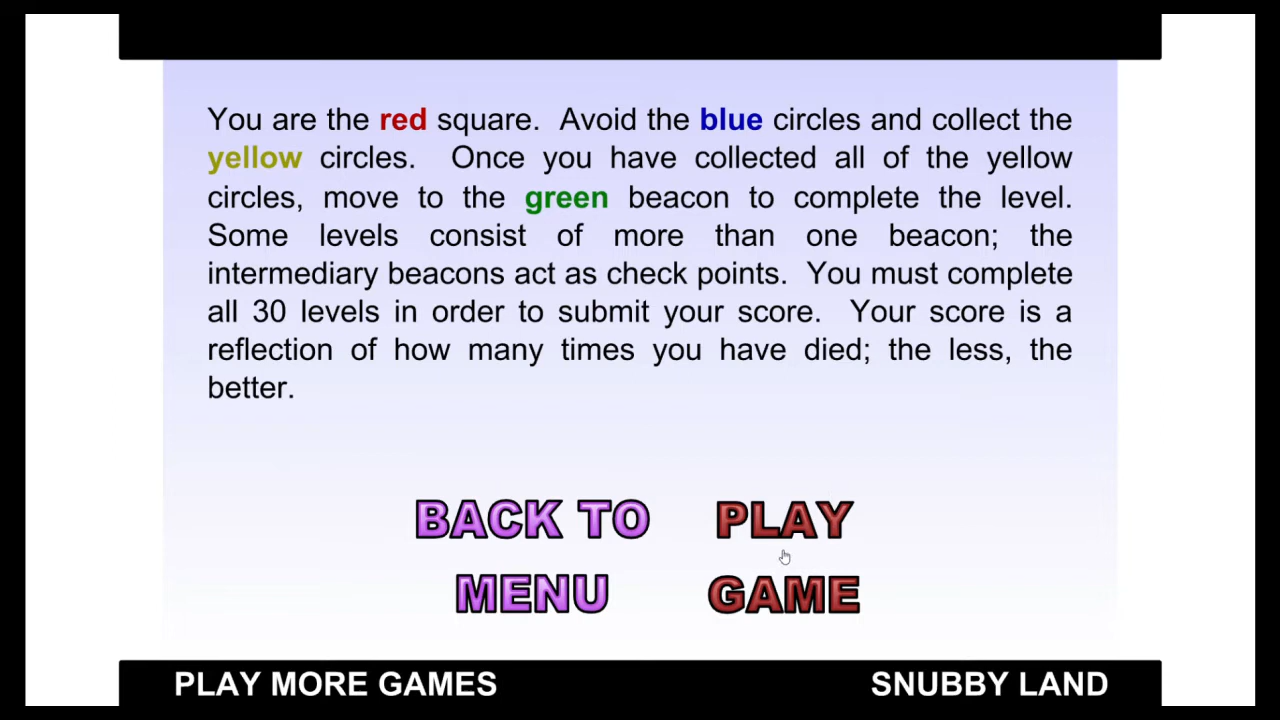 You are the red square. Avoid the blue circles and collect the
yellow circles. Once you have collected all of the yellow
circles, move to the green beacon to complete the level.
Some levels consist of more than one beacon; the
intermediary beacons act as check points. You must complete
all 30 levels in order to submit your score. Your score is a
reflection of how many times you have died; the less, the
better.
BACK TO
MENU
PLAY
GAME
PLAY MORE GAMES
SNUBBY LAND